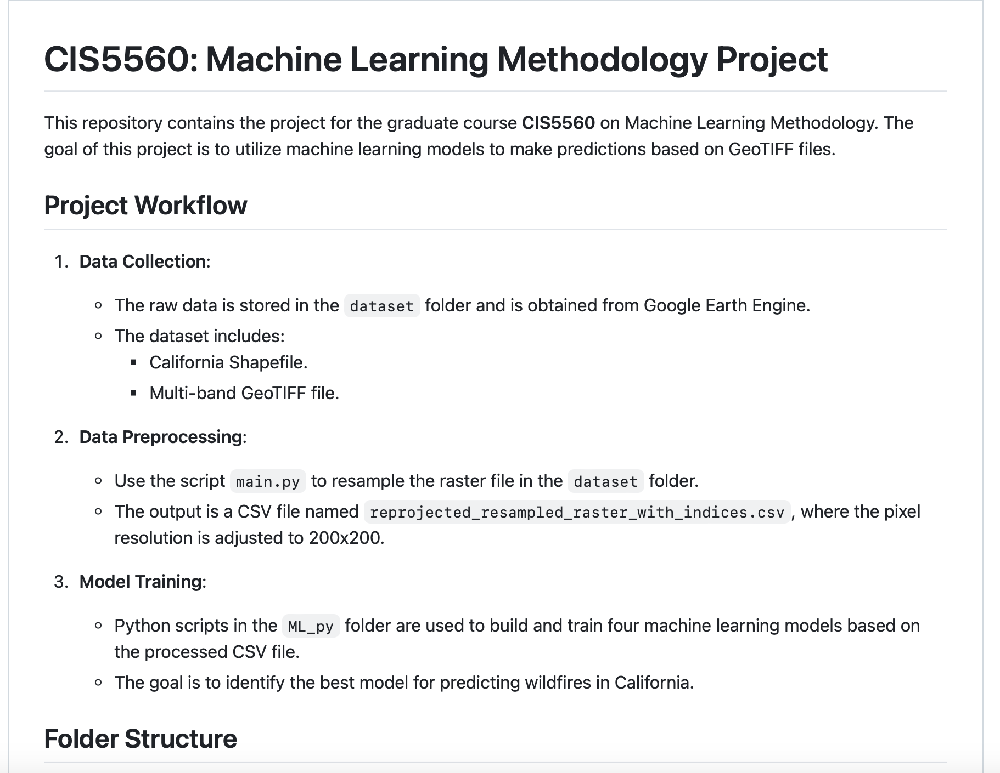 CIS5560: Machine Learning Methodology Project
This repository contains the project for the graduate course CIS5560 on Machine Learning Methodology. The
goal of this project is to utilize machine learning models to make predictions based on GeoTIFF files.
Project Workflow
1. Data Collection:
The raw data is stored in the dataset folder and is obtained from Google Earth Engine.
The dataset includes:
California Shapefile.
Multi-band GeoTIFF file.
2. Data Preprocessing:
Use the script main.py to resample the raster file in the dataset folder.
The output is a CSV file named reprojected_resampled_raster_with_indices.csv, where the pixel
resolution is adjusted to 200x200.
3. Model Training:
Python scripts in the ML_py folder are used to build and train four machine learning models based on
the processed CSV file.
The goal is to identify the best model for predicting wildfires in California.
Folder Structure